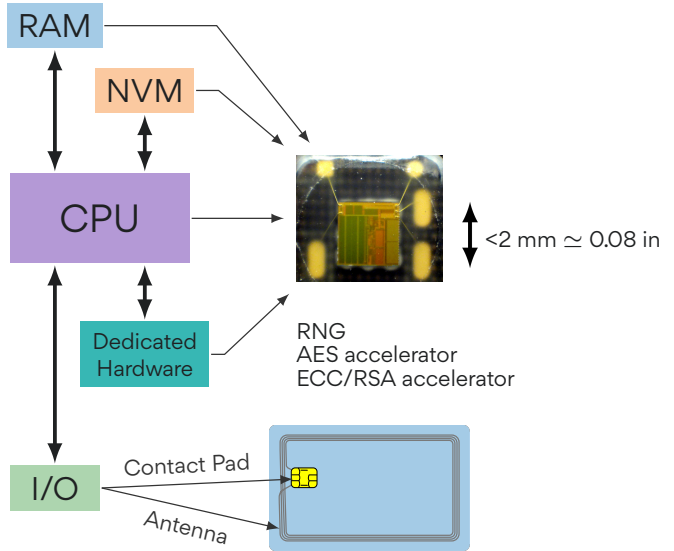 RAM
NVM
CPU
<2 mm ≃ 0.08 in
Dedicated
Hardware
RNG
AES accelerator
ECC/RSA accelerator
Contact Pad
I/O
Antenna